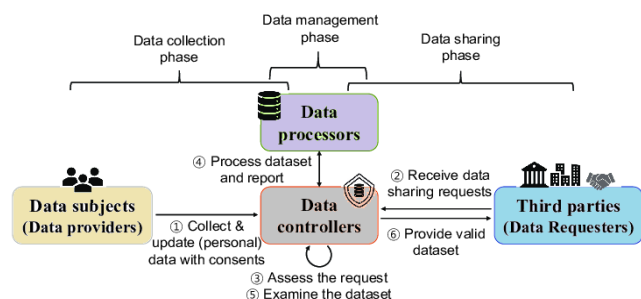 Data collection
phase
Data management
phase
Data sharing
phase
Data
processors
④ Process dataset
and report
② Receive data
sharing requests
Data subjects
(Data providers)
Data
controllers
Third parties
(Data Requesters)
① Collect &
update (personal)
data with consents
⑥ Provide valid
dataset
③ Assess the request
⑤ Examine the dataset